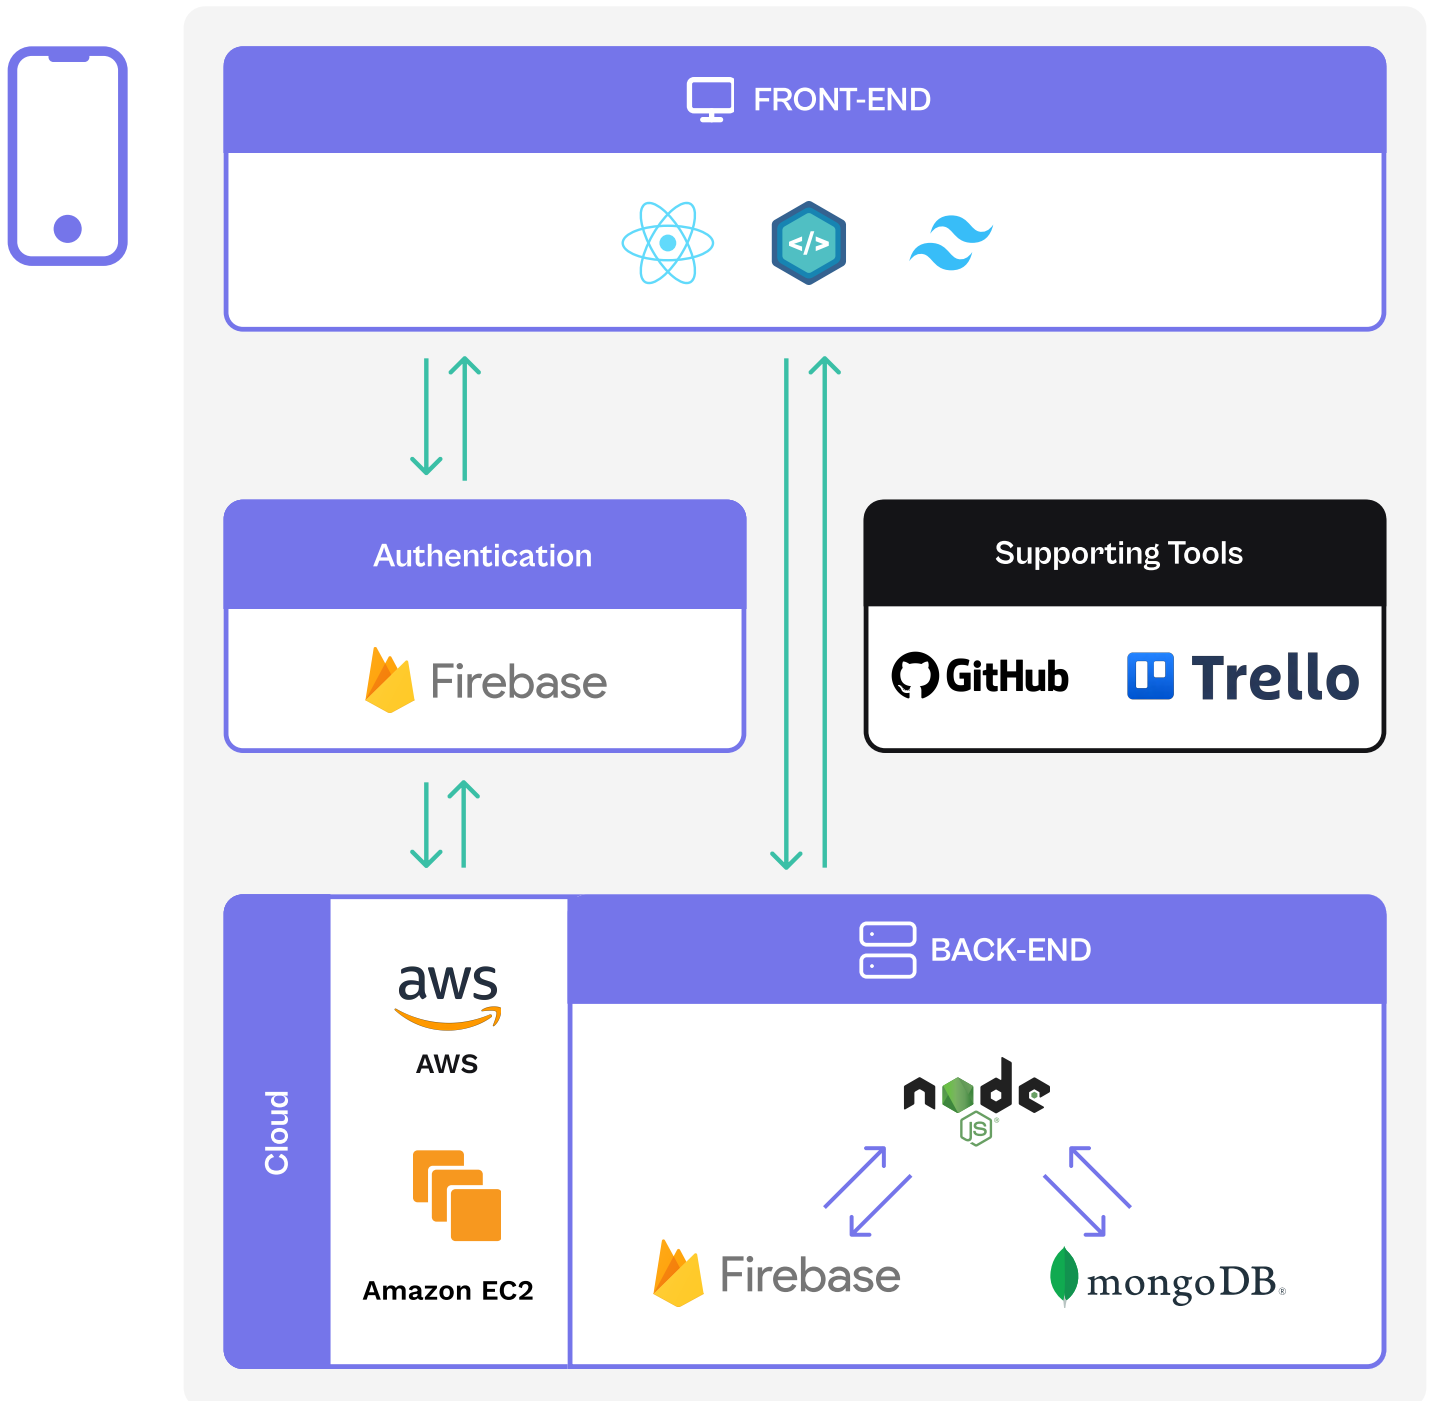 FRONT-END
</>
Authentication
Firebase
Supporting Tools
GitHub
Trello
Cloud
aws
AWS
Amazon EC2
BACK-END
node
JS ®
Firebase
mongoDB®